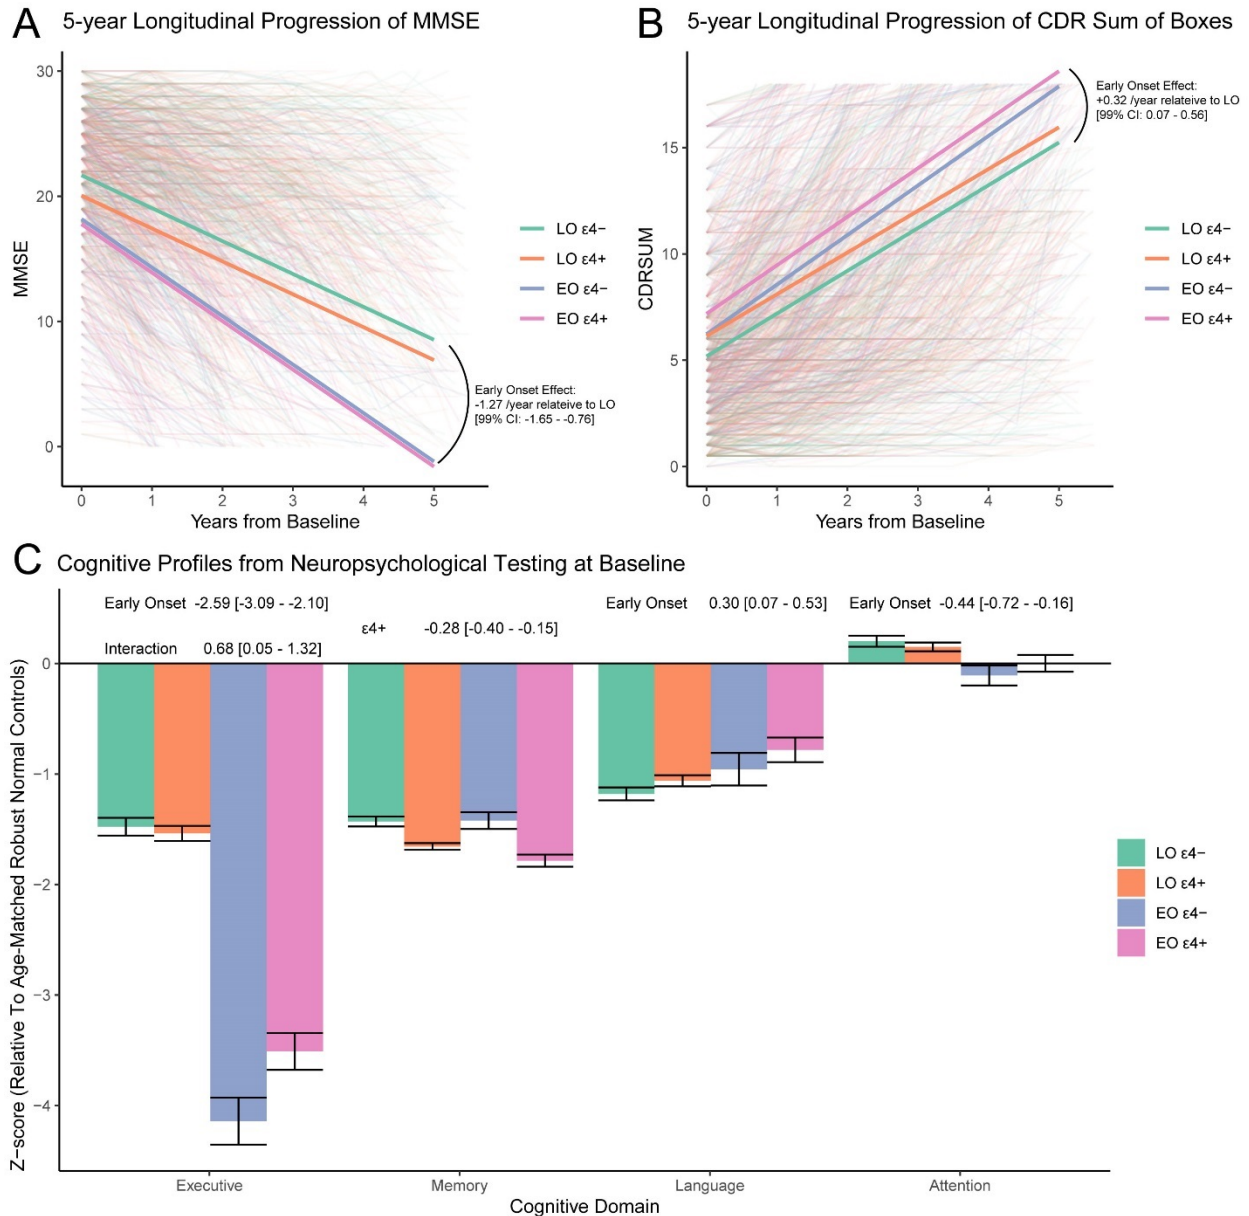 A 5-year Longitudinal Progression of MMSE
30
20
10
0
MMSE
0 1 2 3 4 5
Years from Baseline
LO ε4−
LO ε4+
EO ε4−
EO ε4+
Early Onset Effect:
-1.27 /year relateive to LO
[99% CI: -1.65 - -0.76]
B 5-year Longitudinal Progression of CDR Sum of Boxes
15
10
5
0
CDRSUM
0 1 2 3 4 5
Years from Baseline
Early Onset Effect:
+0.32 /year relateive to LO
[99% CI: 0.07 - 0.56]
LO ε4−
LO ε4+
EO ε4−
EO ε4+
C Cognitive Profiles from Neuropsychological Testing at Baseline
Early Onset -2.59 [-3.09 - -2.10]
Interaction 0.68 [0.05 - 1.32]
ε4+ -0.28 [-0.40 - -0.15]
Early Onset 0.30 [0.07 - 0.53]
Early Onset -0.44 [-0.72 - -0.16]
0
−1
−2
−3
−4
Z−score (Relative To Age−Matched Robust Normal Controls)
Executive Memory Language Attention
Cognitive Domain
LO ε4−
LO ε4+
EO ε4−
EO ε4+